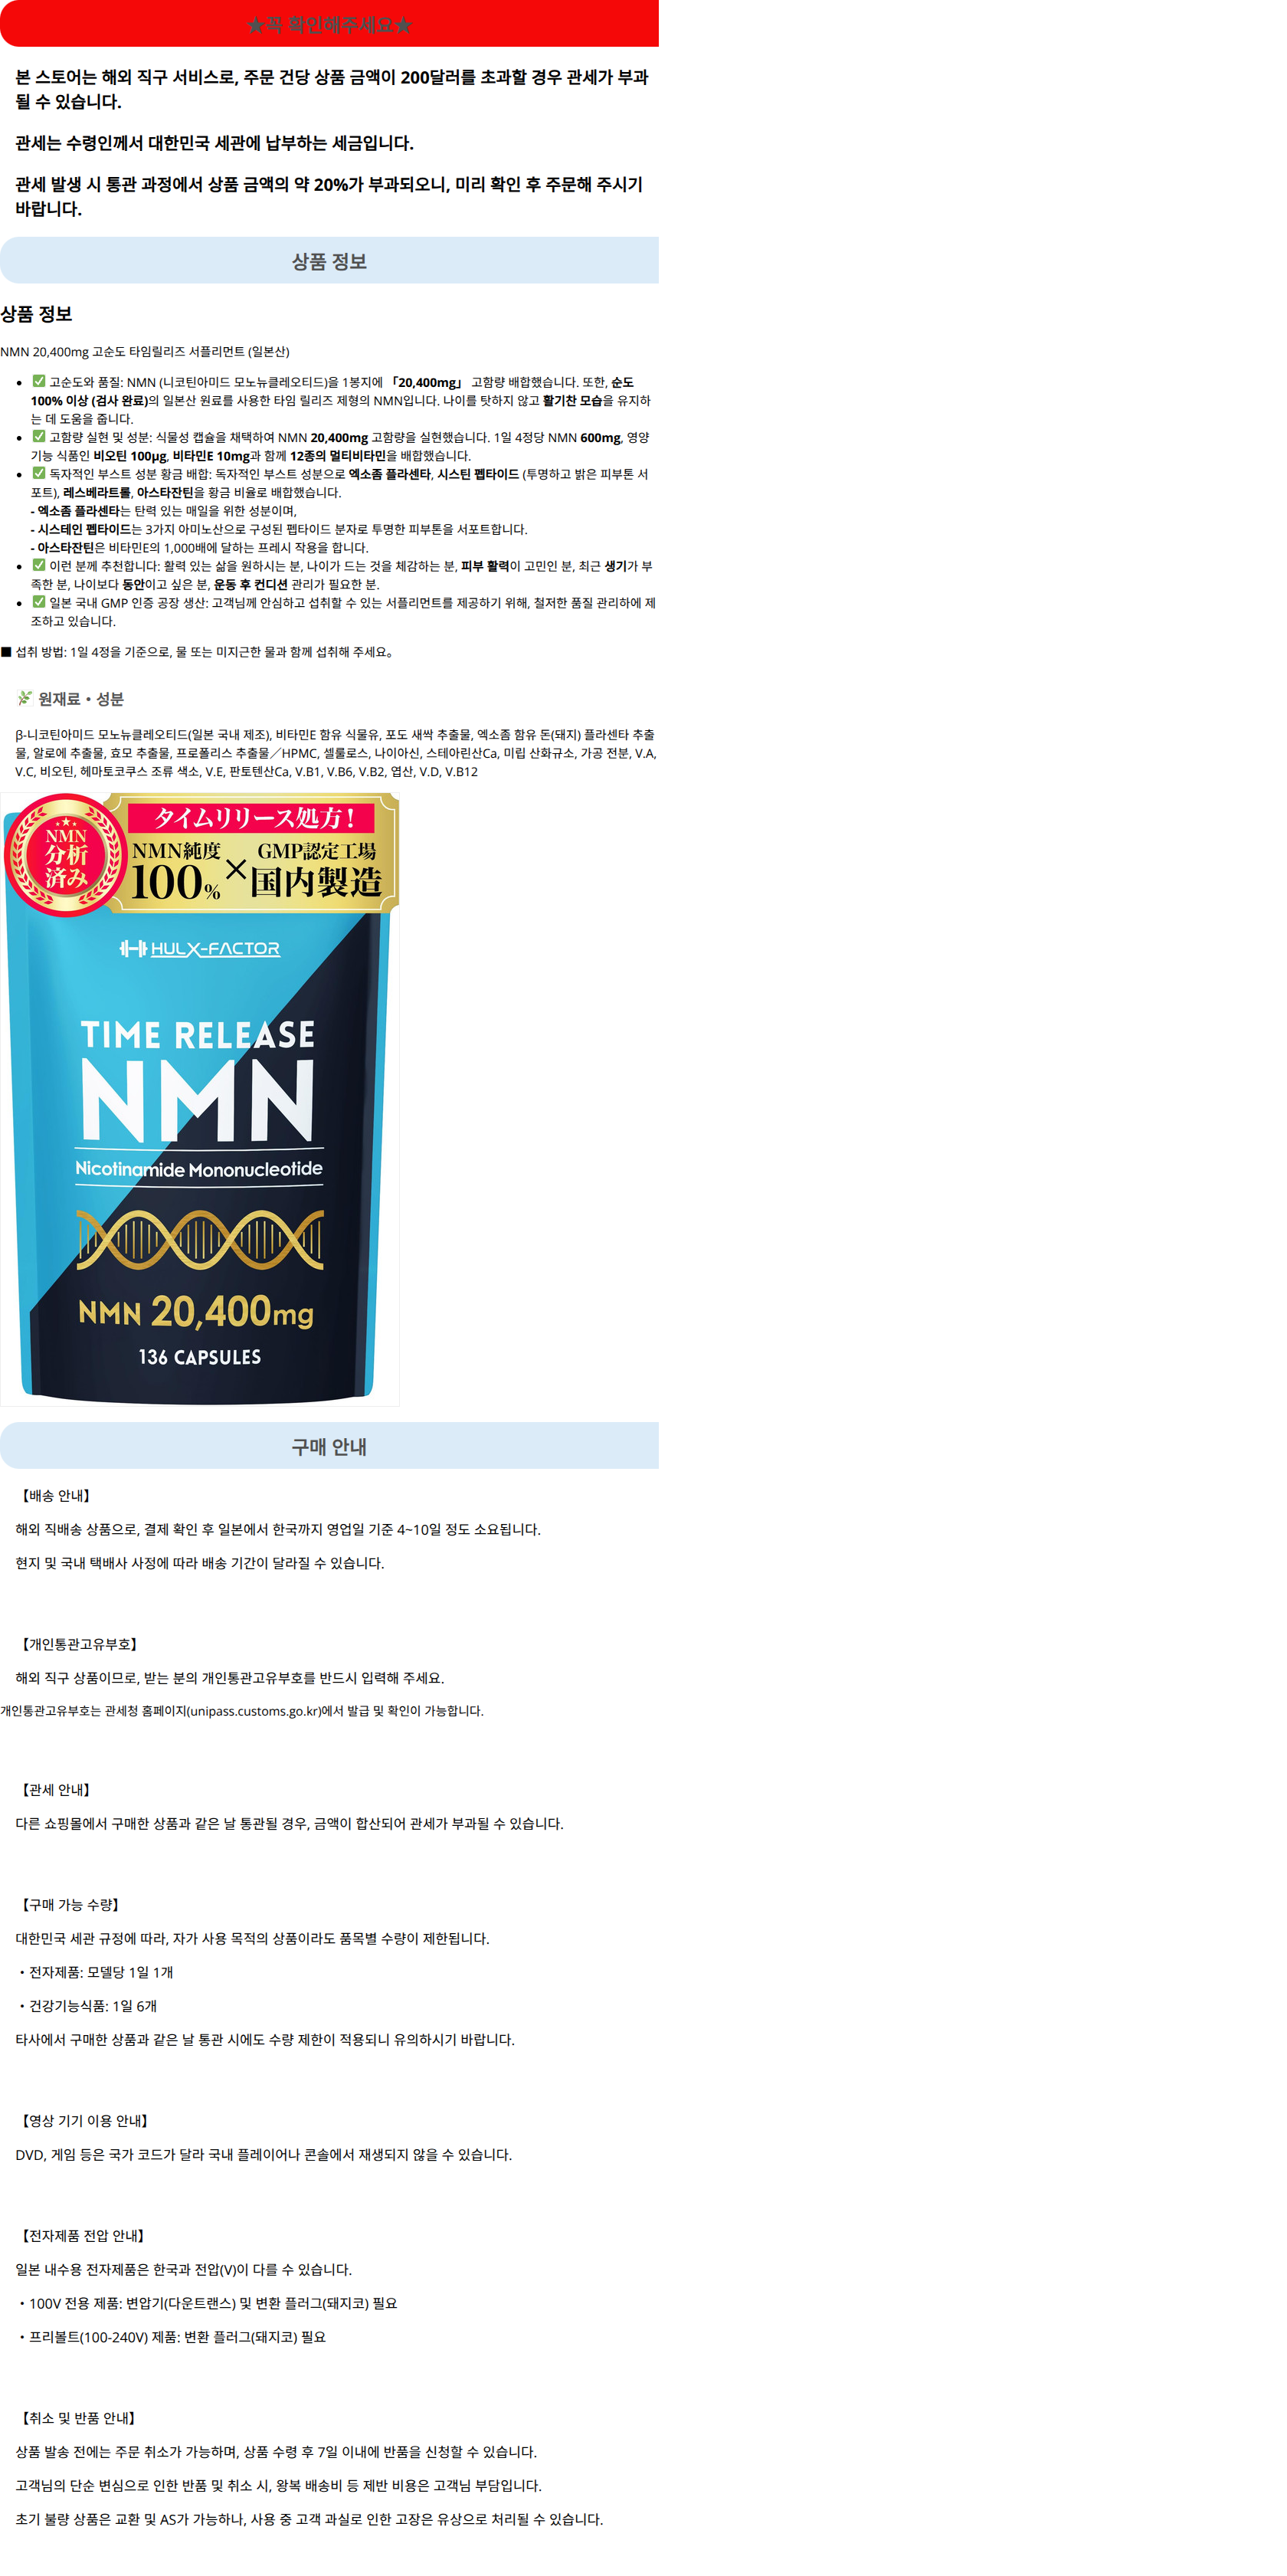 ★꼭 확인해주세요★
본 스토어는 해외 직구 서비스로, 주문 건당 상품 금액이 200달러를 초과할 경우 관세가 부과
될 수 있습니다.
관세는 수령인께서 대한민국 세관에 납부하는 세금입니다.
관세 발생 시 통관 과정에서 상품 금액의 약 20%가 부과되오니, 미리 확인 후 주문해 주시기
바랍니다.
상품 정보
상품 정보
NMN 20,400mg 고순도 타임릴리즈 서플리먼트 (일본산)
• ✅ 고순도와 품질: NMN (니코틴아미드 모노뉴클레오티드)을 1봉지에 「20,400mg」 고함량 배합했습니다. 또한, 순도
100% 이상 (검사 완료)의 일본산 원료를 사용한 타임 릴리즈 제형의 NMN입니다. 나이를 탓하지 않고 활기찬 모습을 유지하
는 데 도움을 줍니다.
• ✅ 고함량 실현 및 성분: 식물성 캡슐을 채택하여 NMN 20,400mg 고함량을 실현했습니다. 1일 4정당 NMN 600mg, 영양
기능 식품인 비오틴 100μg, 비타민E 10mg과 함께 12종의 멀티비타민을 배합했습니다.
• ✅ 독자적인 부스트 성분 황금 배합: 독자적인 부스트 성분으로 엑소좀 플라센타, 시스틴 펩타이드 (투명하고 밝은 피부톤 서
포트), 레스베라트롤, 아스타잔틴을 황금 비율로 배합했습니다.
- 엑소좀 플라센타는 탄력 있는 매일을 위한 성분이며,
- 시스테인 펩타이드는 3가지 아미노산으로 구성된 펩타이드 분자로 투명한 피부톤을 서포트합니다.
- 아스타잔틴은 비타민E의 1,000배에 달하는 프레시 작용을 합니다.
• ✅ 이런 분께 추천합니다: 활력 있는 삶을 원하시는 분, 나이가 드는 것을 체감하는 분, 피부 활력이 고민인 분, 최근 생기가 부
족한 분, 나이보다 동안이고 싶은 분, 운동 후 컨디션 관리가 필요한 분.
• ✅ 일본 국내 GMP 인증 공장 생산: 고객님께 안심하고 섭취할 수 있는 서플리먼트를 제공하기 위해, 철저한 품질 관리하에 제
조하고 있습니다.
■ 섭취 방법: 1일 4정을 기준으로, 물 또는 미지근한 물과 함께 섭취해 주세요。
🌿 원재료・성분
β-니코틴아미드 모노뉴클레오티드(일본 국내 제조), 비타민E 함유 식물유, 포도 새싹 추출물, 엑소좀 함유 돈(돼지) 플라센타 추출
물, 알로에 추출물, 효모 추출물, 프로폴리스 추출물／HPMC, 셀룰로스, 나이아신, 스테아린산Ca, 미립 산화규소, 가공 전분, V.A,
V.C, 비오틴, 헤마토코쿠스 조류 색소, V.E, 판토텐산Ca, V.B1, V.B6, V.B2, 엽산, V.D, V.B12
タイムリリース処方！
NMN
分析
済み
NMN純度
100%
×
GMP認定工場
国内製造
HULX-FACTOR
TIME RELEASE
NMN
Nicotinamide Mononucleotide
NMN 20,400mg
136 CAPSULES
구매 안내
【배송 안내】
해외 직배송 상품으로, 결제 확인 후 일본에서 한국까지 영업일 기준 4~10일 정도 소요됩니다.
현지 및 국내 택배사 사정에 따라 배송 기간이 달라질 수 있습니다.
【개인통관고유부호】
해외 직구 상품이므로, 받는 분의 개인통관고유부호를 반드시 입력해 주세요.
개인통관고유부호는 관세청 홈페이지(unipass.customs.go.kr)에서 발급 및 확인이 가능합니다.
【관세 안내】
다른 쇼핑몰에서 구매한 상품과 같은 날 통관될 경우, 금액이 합산되어 관세가 부과될 수 있습니다.
【구매 가능 수량】
대한민국 세관 규정에 따라, 자가 사용 목적의 상품이라도 품목별 수량이 제한됩니다.
・전자제품: 모델당 1일 1개
・건강기능식품: 1일 6개
타사에서 구매한 상품과 같은 날 통관 시에도 수량 제한이 적용되니 유의하시기 바랍니다.
【영상 기기 이용 안내】
DVD, 게임 등은 국가 코드가 달라 국내 플레이어나 콘솔에서 재생되지 않을 수 있습니다.
【전자제품 전압 안내】
일본 내수용 전자제품은 한국과 전압(V)이 다를 수 있습니다.
・100V 전용 제품: 변압기(다운트랜스) 및 변환 플러그(돼지코) 필요
・프리볼트(100-240V) 제품: 변환 플러그(돼지코) 필요
【취소 및 반품 안내】
상품 발송 전에는 주문 취소가 가능하며, 상품 수령 후 7일 이내에 반품을 신청할 수 있습니다.
고객님의 단순 변심으로 인한 반품 및 취소 시, 왕복 배송비 등 제반 비용은 고객님 부담입니다.
초기 불량 상품은 교환 및 AS가 가능하나, 사용 중 고객 과실로 인한 고장은 유상으로 처리될 수 있습니다.